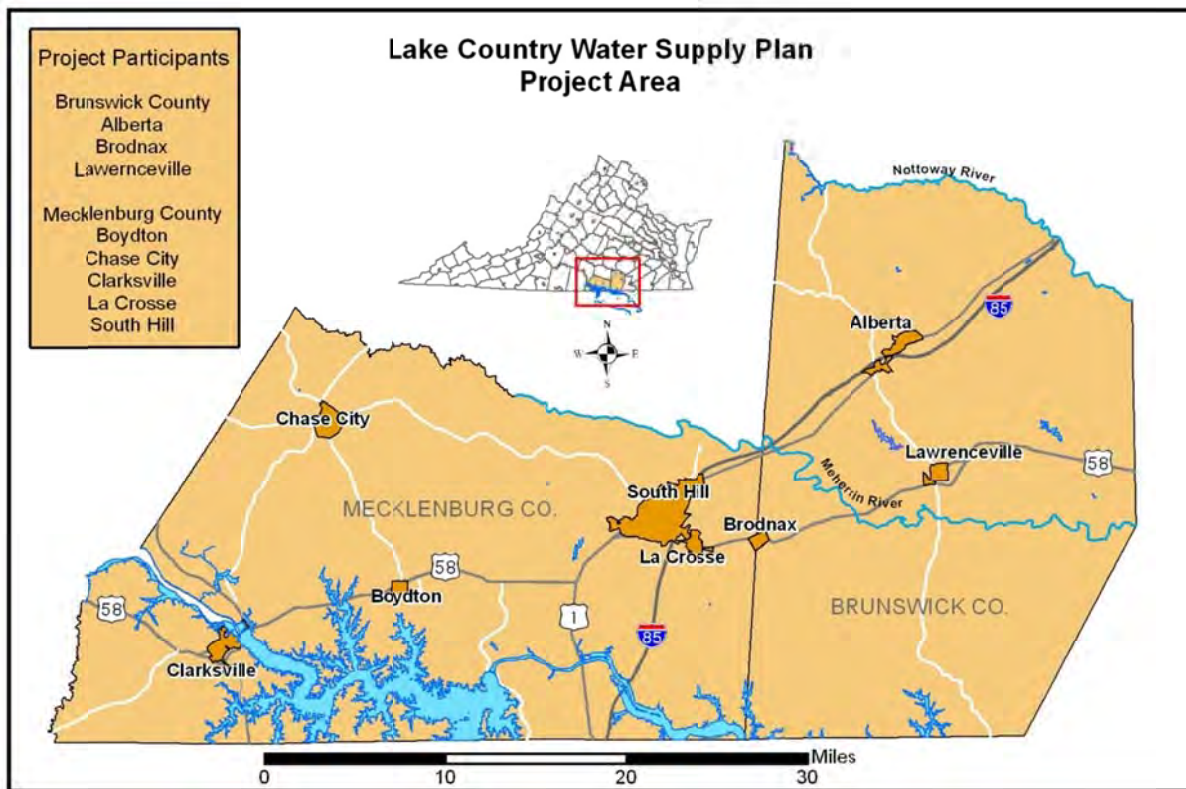 Lake Country Water Supply Plan
Project Area
Project Participants
Brunswick County
Alberta
Brodnax
Lawernceville
Mecklenburg County
Boydton
Chase City
Clarksville
La Crosse
South Hill
Nottoway River
N
W E
S
85
Alberta
Chase City
Lawrenceville
58
Meherrin River
South Hill
MECKLENBURG CO.
Brodnax
La Crosse
58
Boydton
BRUNSWICK CO.
58
1
85
Clarksville
Miles
0 10 20 30